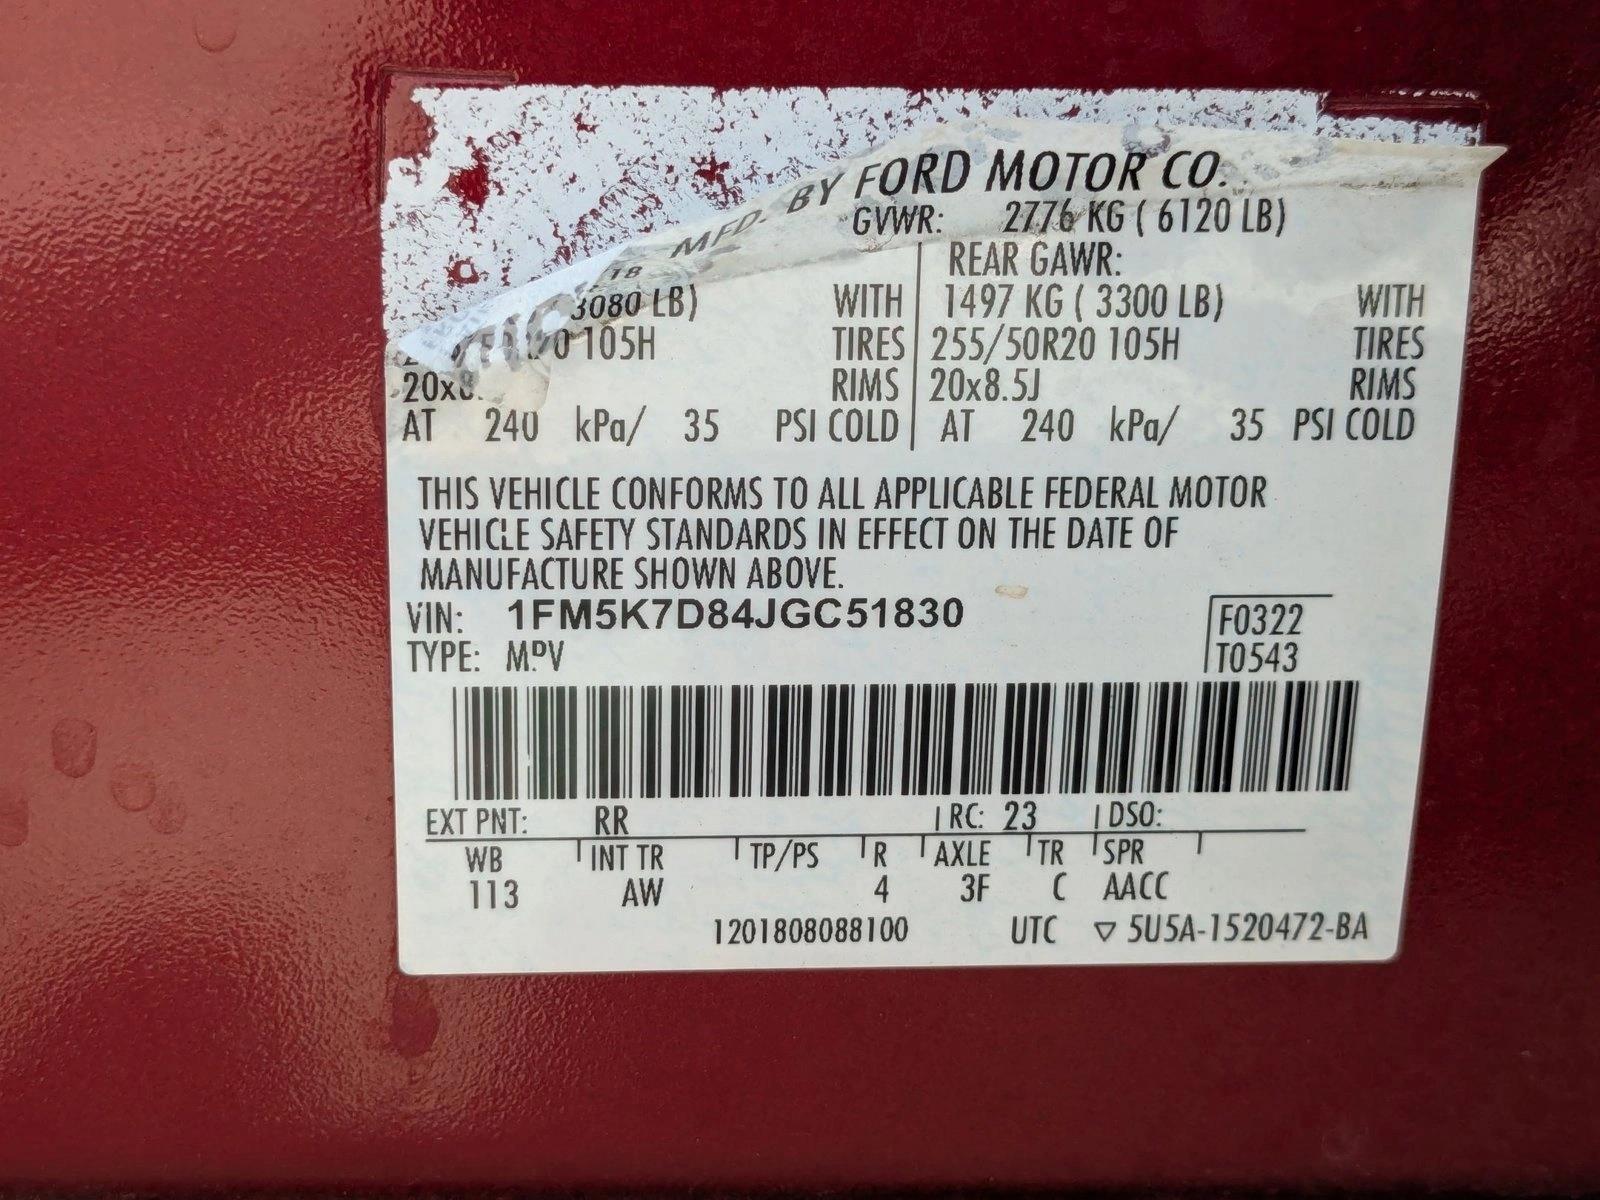 MFD. BY FORD MOTOR CO.
GVWR: 2776 KG ( 6120 LB)
18
REAR GAWR:
3080 LB) WITH 1497 KG ( 3300 LB) WITH
105H TIRES 255/50R20 105H TIRES
RIMS 20x8.5J RIMS
AT 240 kPa/ 35 PSI COLD AT 240 kPa/ 35 PSI COLD
THIS VEHICLE CONFORMS TO ALL APPLICABLE FEDERAL MOTOR
VEHICLE SAFETY STANDARDS IN EFFECT ON THE DATE OF
MANUFACTURE SHOWN ABOVE.
VIN: 1FM5K7D84JGC51830
F0322
TYPE: MPV
T0543
EXT PNT: RR RC: 23 DSO:
WB INT TR TP/PS R AXLE TR SPR
113 AW 4 3F C AACC
1201808088100 UTC ▽ 5U5A-1520472-BA